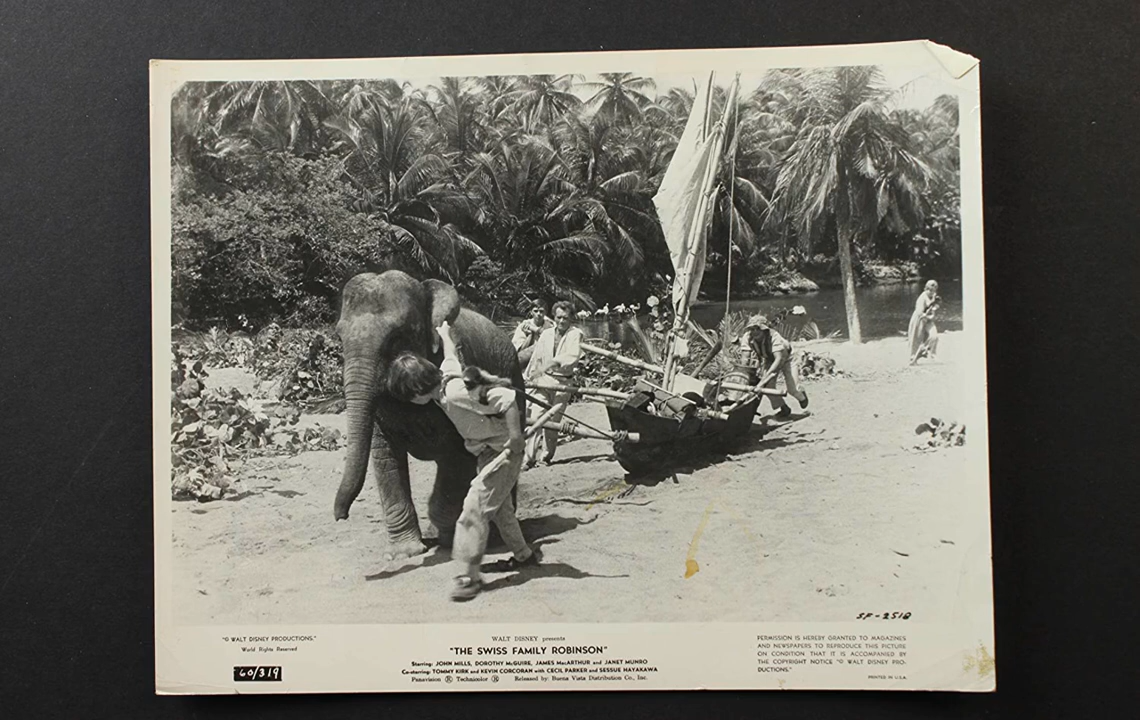 SF-2518
"© WALT DISNEY PRODUCTIONS."
World Rights Reserved
60/319
WALT DISNEY presents
"THE SWISS FAMILY ROBINSON"
Starring: JOHN MILLS, DOROTHY McGUIRE, JAMES MacARTHUR and JANET MUNRO
Co-starring: TOMMY KIRK and KEVIN CORCORAN with CECIL PARKER and SESSUE HAYAKAWA
Panavision ® Technicolor ® Released by: Buena Vista Distribution Co., Inc.
PERMISSION IS HEREBY GRANTED TO MAGAZINES
AND NEWSPAPERS TO REPRODUCE THIS PICTURE
ON CONDITION THAT IT IS ACCOMPANIED BY
THE COPYRIGHT NOTICE "© WALT DISNEY PRO-
DUCTIONS."
PRINTED IN U.S.A.